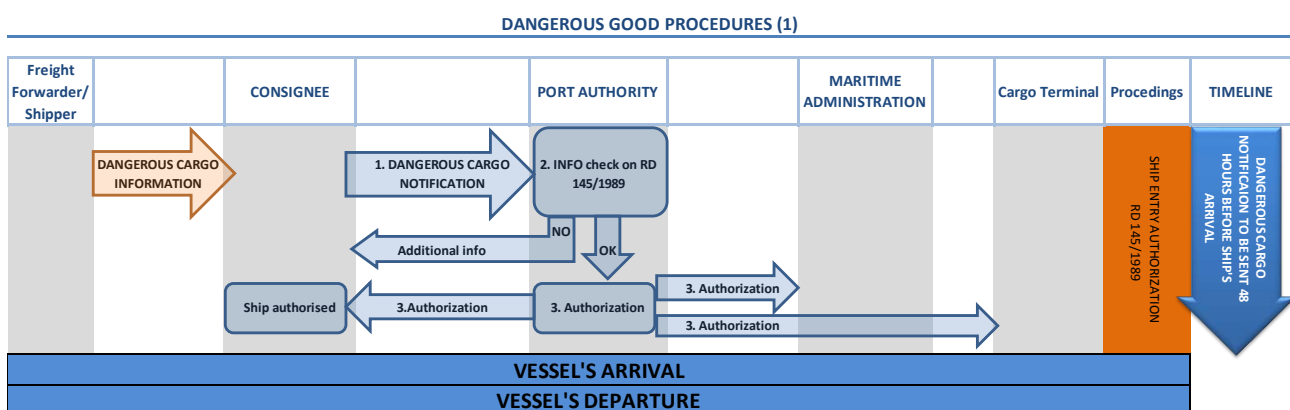 DANGEROUS GOOD PROCEDURES (1)
Freight
Forwarder/
Shipper
CONSIGNEE
PORT AUTHORITY
MARITIME
ADMINISTRATION
Cargo Terminal
Procedings
TIMELINE
DANGEROUS CARGO
INFORMATION
1. DANGEROUS CARGO
NOTIFICATION
2. INFO check on RD
145/1989
NO
OK
Additional info
3. Authorization
Ship authorised
3.Authorization
3. Authorization
3. Authorization
SHIP ENTRY AUTHORIZATION
RD 145/1989
DANGEROUS CARGO
NOTIFICAION TO BE SENT 48
HOURS BEFORE SHIP'S
ARRIVAL
VESSEL'S ARRIVAL
VESSEL'S DEPARTURE